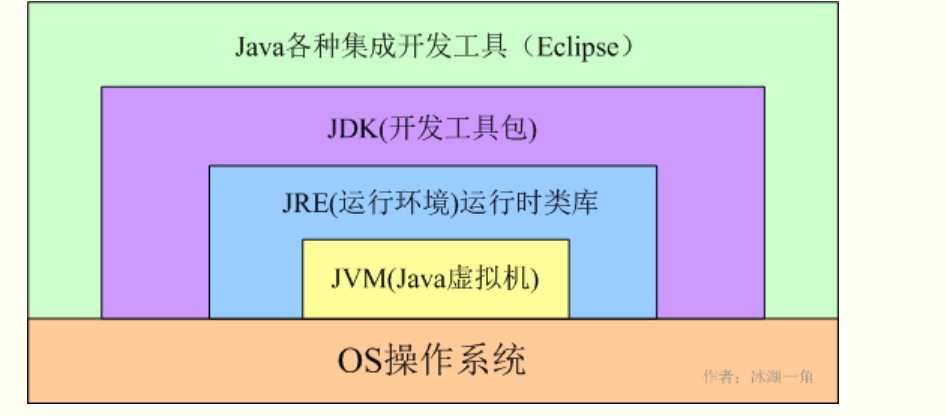 Java各种集成开发工具（Eclipse）
JDK(开发工具包)
JRE(运行环境)运行时类库
JVM(Java虚拟机)
OS操作系统
作者：冰湖一角